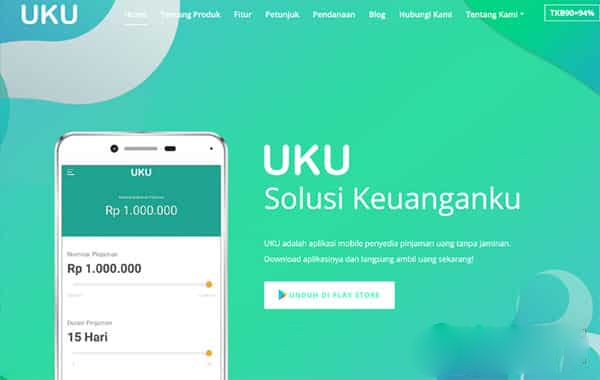 UKU
Home
Tentang Produk
Fitur
Petunjuk
Pendanaan
Blog
Hubungi Kami
Tentang Kami
TKB90=94%
UKU
Rp 1.000.000
Nominal Pinjaman
Rp 1.000.000
Durasi Pinjaman
15 Hari
UKU
Solusi Keuanganku
UKU adalah aplikasi mobile penyedia pinjaman uang tanpa jaminan.
Download aplikasinya dan langsung ambil uang sekarang!
UNDUH DI PLAY STORE